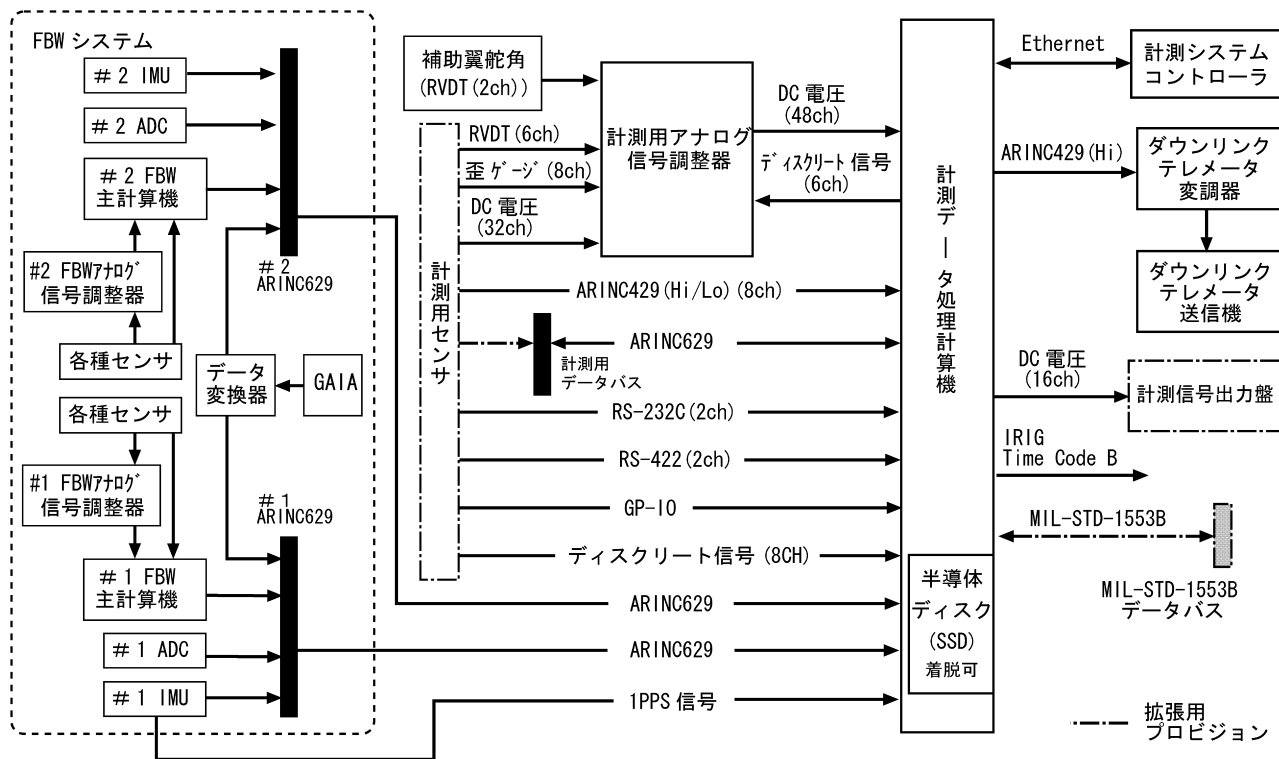 FBW システム
＃2 IMU
＃2 ADC
＃2 FBW
主計算機
#2 FBWｱﾅﾛｸﾞ
信号調整器
各種センサ
＃2
ARINC629
データ
変換器
GAIA
各種センサ
#1 FBWｱﾅﾛｸﾞ
信号調整器
＃1
ARINC629
＃1 FBW
主計算機
＃1 ADC
＃1 IMU
補助翼舵角
(RVDT(2ch))
計測用センサ
RVDT(6ch)
歪ｹﾞｰｼﾞ(8ch)
DC 電圧
(32ch)
計測用アナログ
信号調整器
DC 電圧
(48ch)
ﾃﾞｨｽｸﾘｰﾄ信号
(6ch)
ARINC429(Hi/Lo)(8ch)
ARINC629
計測用
データバス
RS-232C(2ch)
RS-422(2ch)
GP-IO
ディスクリート信号(8CH)
ARINC629
ARINC629
1PPS 信号
計測データ処理計算機
半導体
ディスク
(SSD)
着脱可
Ethernet
計測システム
コントローラ
ARINC429(Hi)
ダウンリンク
テレメータ
変調器
ダウンリンク
テレメータ
送信機
DC 電圧
(16ch)
計測信号出力盤
IRIG
Time Code B
MIL-STD-1553B
MIL-STD-1553B
データバス
拡張用
プロビジョン